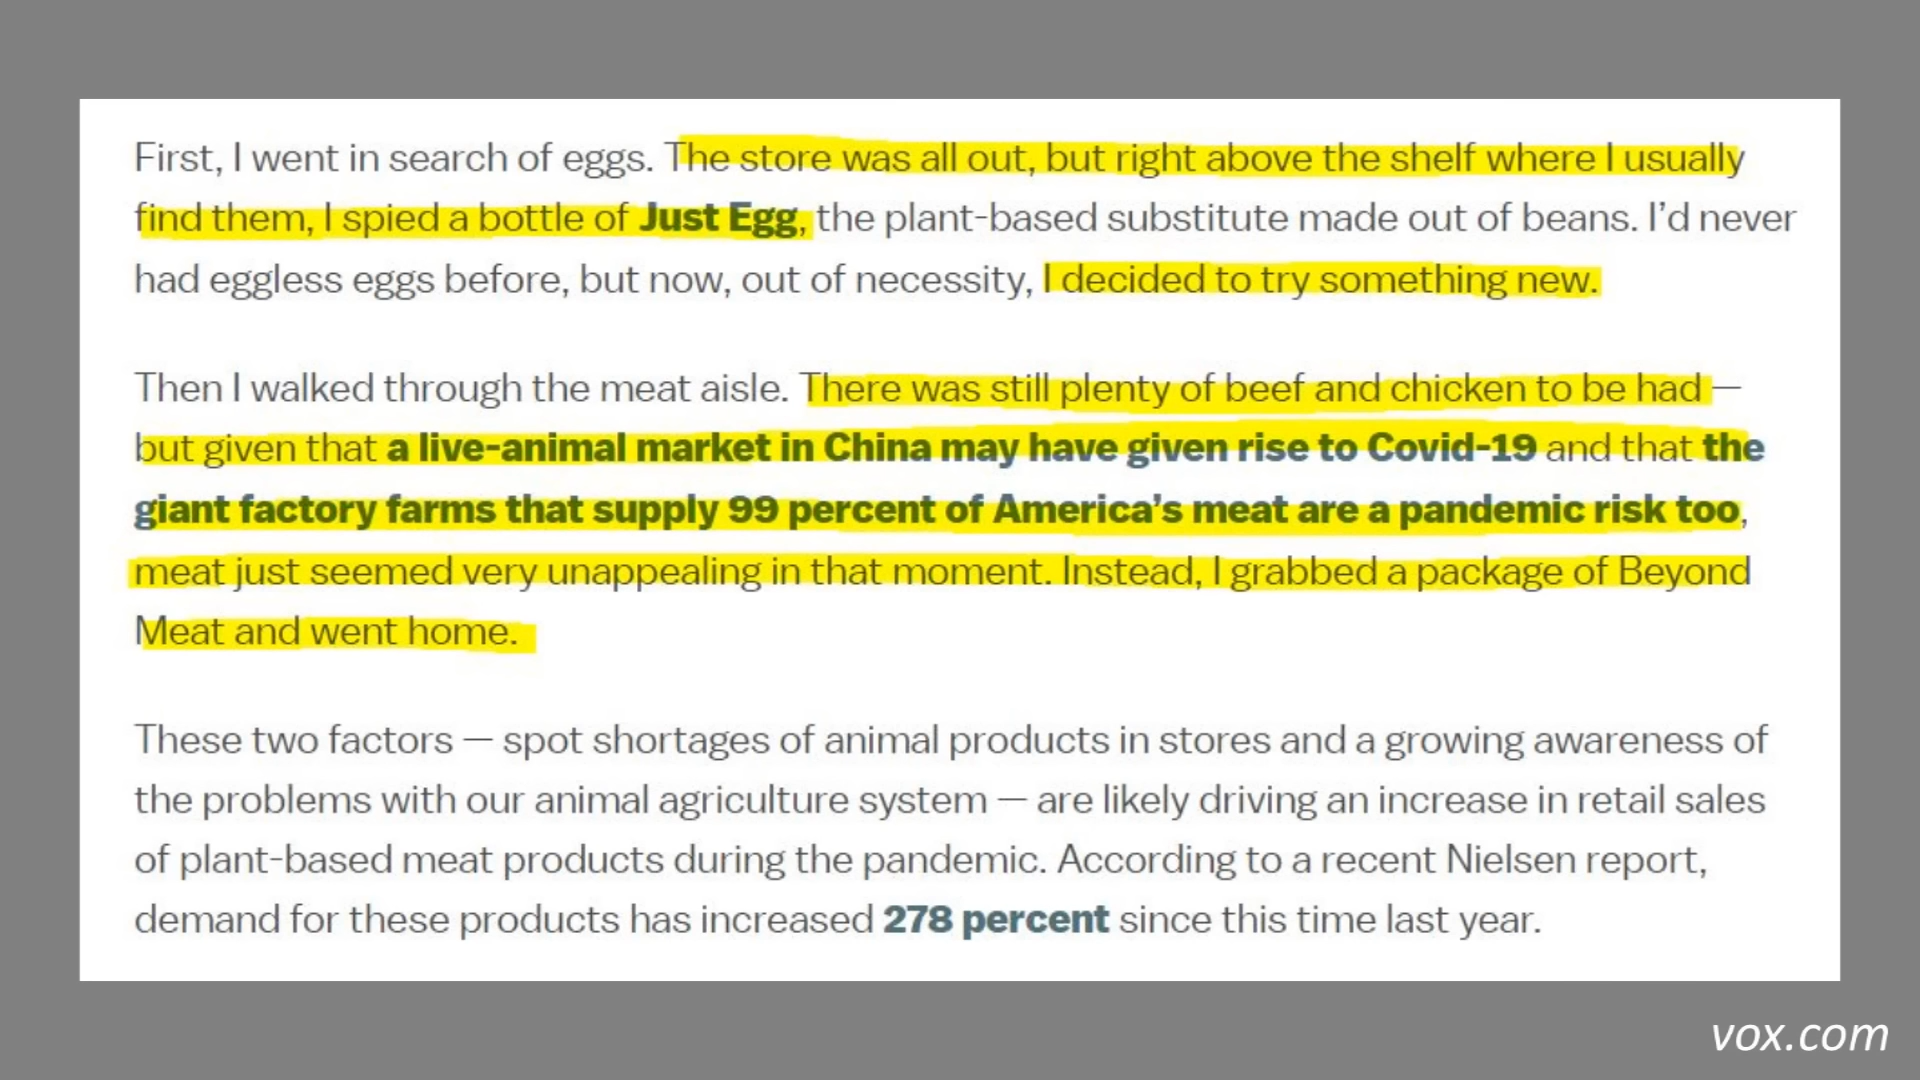 First, I went in search of eggs. The store was all out, but right above the shelf where I usually
find them, I spied a bottle of Just Egg, the plant-based substitute made out of beans. I’d never
had eggless eggs before, but now, out of necessity, I decided to try something new.
Then I walked through the meat aisle. There was still plenty of beef and chicken to be had —
but given that a live-animal market in China may have given rise to Covid-19 and that the
giant factory farms that supply 99 percent of America’s meat are a pandemic risk too,
meat just seemed very unappealing in that moment. Instead, I grabbed a package of Beyond
Meat and went home.
These two factors — spot shortages of animal products in stores and a growing awareness of
the problems with our animal agriculture system — are likely driving an increase in retail sales
of plant-based meat products during the pandemic. According to a recent Nielsen report,
demand for these products has increased 278 percent since this time last year.
vox.com